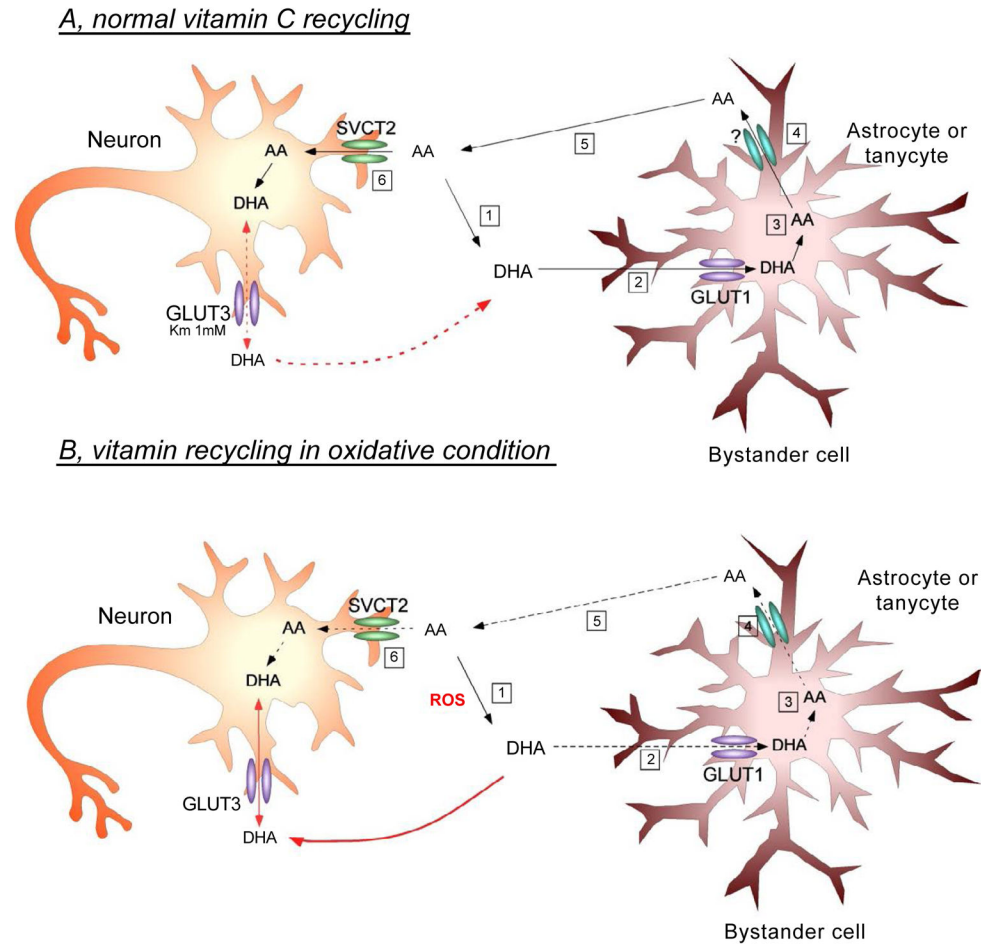 A, normal vitamin C recycling
Neuron
SVCT2
AA
AA
6
DHA
GLUT3
Km 1mM
DHA
1
DHA
5
AA
?
4
Astrocyte or
tanycyte
3
AA
DHA
2
GLUT1
Bystander cell
B, vitamin recycling in oxidative condition
Neuron
SVCT2
AA
AA
6
DHA
GLUT3
DHA
ROS
1
DHA
5
AA
4
Astrocyte or
tanycyte
3
AA
DHA
2
GLUT1
Bystander cell